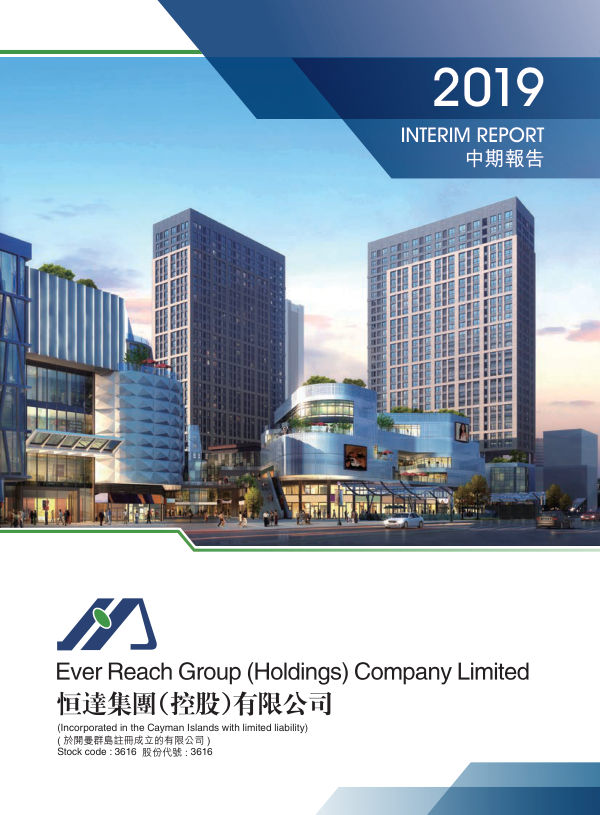 2019
INTERIM REPORT
中期報告
Ever Reach Group (Holdings) Company Limited
恒達集團(控股)有限公司
(Incorporated in the Cayman Islands with limited liability)
( 於開曼群島註冊成立的有限公司 )
Stock code : 3616 股份代號 : 3616